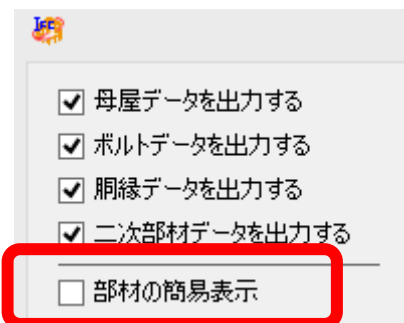 IFC
母屋データを出力する
ボルトデータを出力する
胴縁データを出力する
二次部材データを出力する
部材の簡易表示